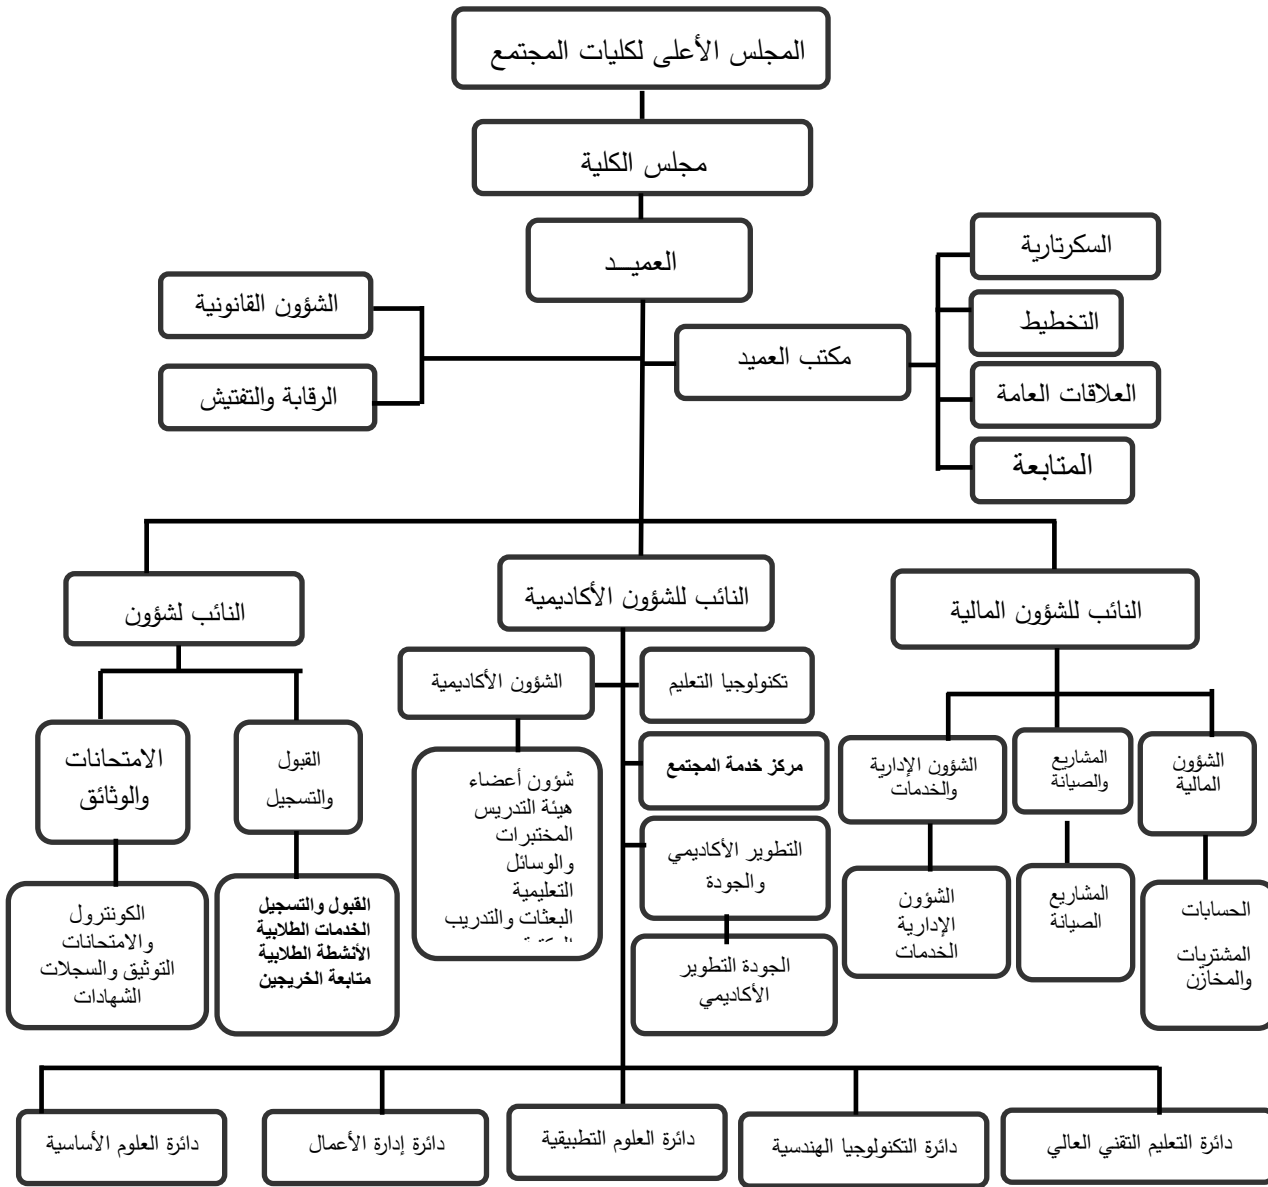 المجلس الأعلى لكليات المجتمع
مجلس الكلية
العميــد
السكرتارية
التخطيط
العلاقات العامة
المتابعة
مكتب العميد
الشؤون القانونية
الرقابة والتفتيش
النائب للشؤون المالية
النائب للشؤون الأكاديمية
النائب لشؤون
الشؤون
المالية
المشاريع
والصيانة
الشؤون الإدارية
والخدمات
الحسابات
المشتريات
والمخازن
المشاريع
الصيانة
الشؤون
الإدارية
الخدمات
تكنولوجيا التعليم
الشؤون الأكاديمية
مركز خدمة المجتمع
التطوير الأكاديمي
والجودة
الجودة التطوير
الأكاديمي
شؤون أعضاء
هيئة التدريس
المختبرات
والوسائل
التعليمية
البعثات والتدريب
القبول
والتسجيل
الامتحانات
والوثائق
القبول والتسجيل
الخدمات الطلابية
الأنشطة الطلابية
متابعة الخريجين
الكونترول
والامتحانات
التوثيق والسجلات
الشهادات
دائرة التعليم التقني العالي
دائرة التكنولوجيا الهندسية
دائرة العلوم التطبيقية
دائرة إدارة الأعمال
دائرة العلوم الأساسية